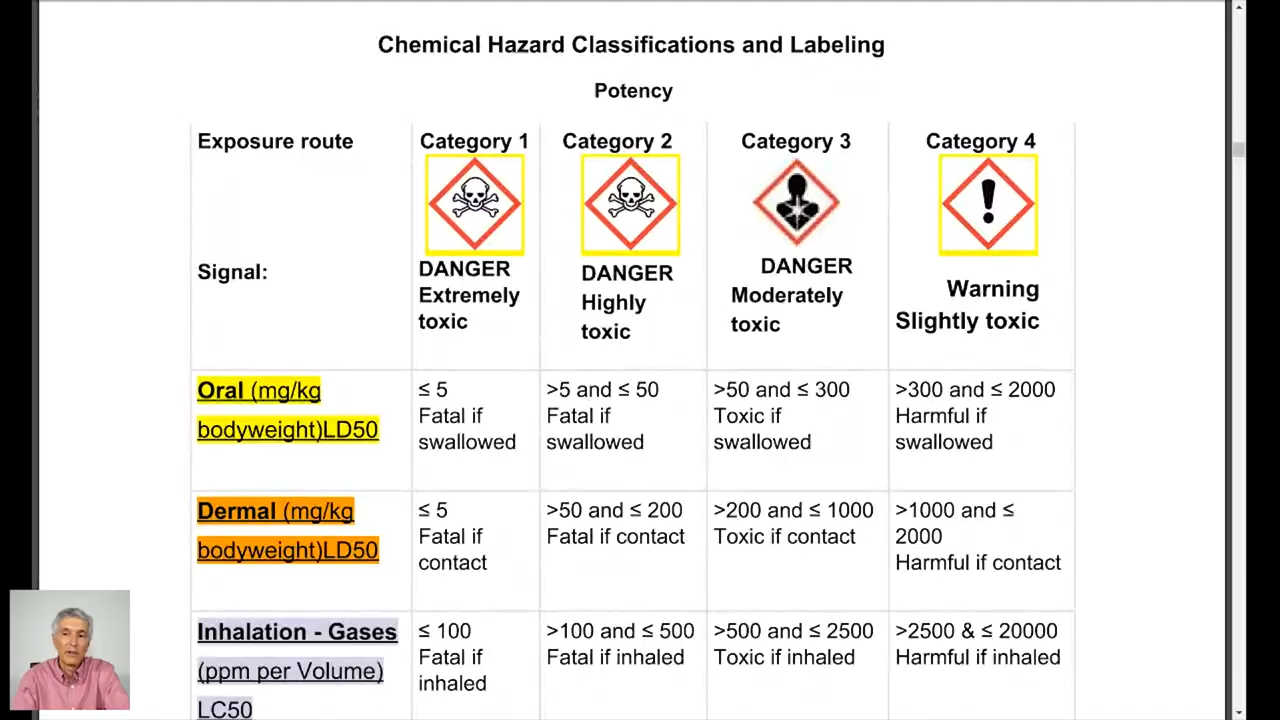 Chemical Hazard Classifications and Labeling
Potency
Exposure route
Signal:
Category 1
DANGER
Extremely
toxic
Category 2
DANGER
Highly
toxic
Category 3
DANGER
Moderately
toxic
Category 4
Warning
Slightly toxic
Oral (mg/kg
bodyweight)LD50
≤ 5
Fatal if
swallowed
>5 and ≤ 50
Fatal if
swallowed
>50 and ≤ 300
Toxic if
swallowed
>300 and ≤ 2000
Harmful if
swallowed
Dermal (mg/kg
bodyweight)LD50
≤ 5
Fatal if
contact
>50 and ≤ 200
Fatal if contact
>200 and ≤ 1000
Toxic if contact
>1000 and ≤
2000
Harmful if contact
Inhalation - Gases
(ppm per Volume)
LC50
≤ 100
Fatal if
inhaled
>100 and ≤ 500
Fatal if inhaled
>500 and ≤ 2500
Toxic if inhaled
>2500 & ≤ 20000
Harmful if inhaled